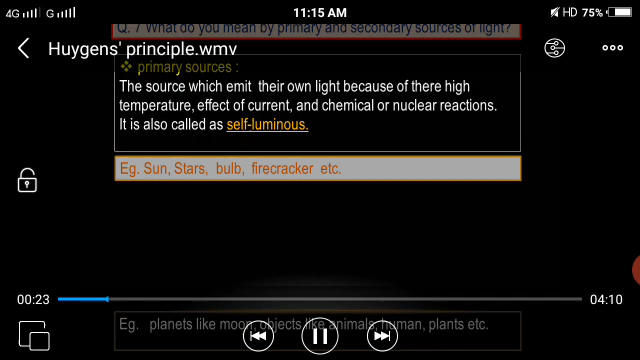 4G G 11:15 AM HD 75%
Q. 7 What do you mean by primary and secondary sources of light?
Huygens' principle.wmv
❖ primary sources :
The source which emit their own light because of there high
temperature, effect of current, and chemical or nuclear reactions.
It is also called as self-luminous.
Eg. Sun, Stars, bulb, firecracker etc.
00:23 04:10
Eg. planets like moon, objects like animals, human, plants etc.